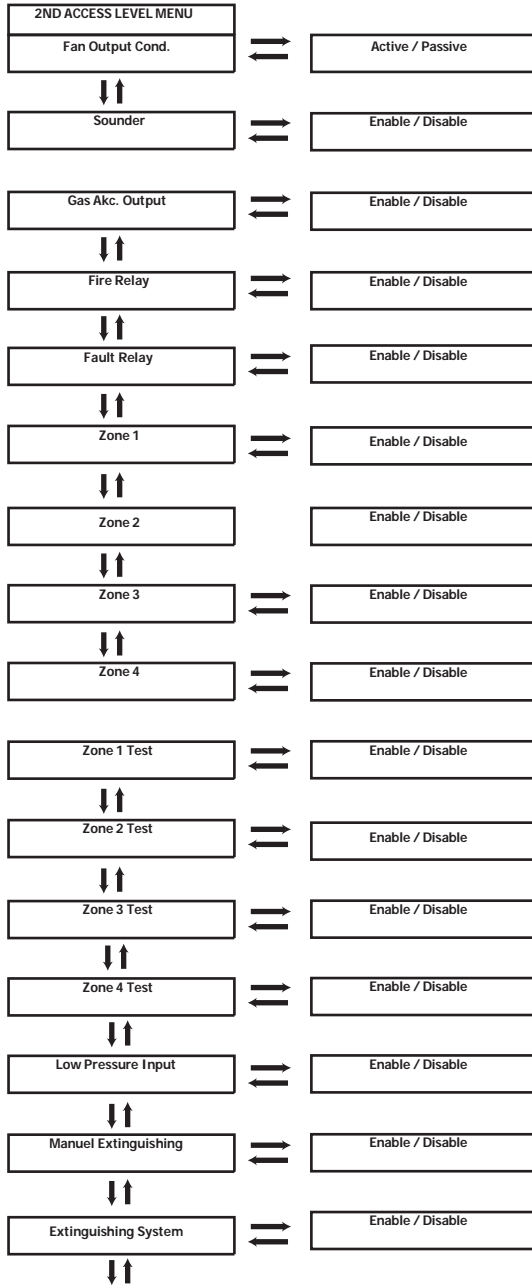 2ND ACCESS LEVEL MENU
Fan Output Cond.
Active / Passive
Sounder
Enable / Disable
Gas Akc. Output
Enable / Disable
Fire Relay
Enable / Disable
Fault Relay
Enable / Disable
Zone 1
Enable / Disable
Zone 2
Enable / Disable
Zone 3
Enable / Disable
Zone 4
Enable / Disable
Zone 1 Test
Enable / Disable
Zone 2 Test
Enable / Disable
Zone 3 Test
Enable / Disable
Zone 4 Test
Enable / Disable
Low Pressure Input
Enable / Disable
Manuel Extinguishing
Enable / Disable
Extinguishing System
Enable / Disable